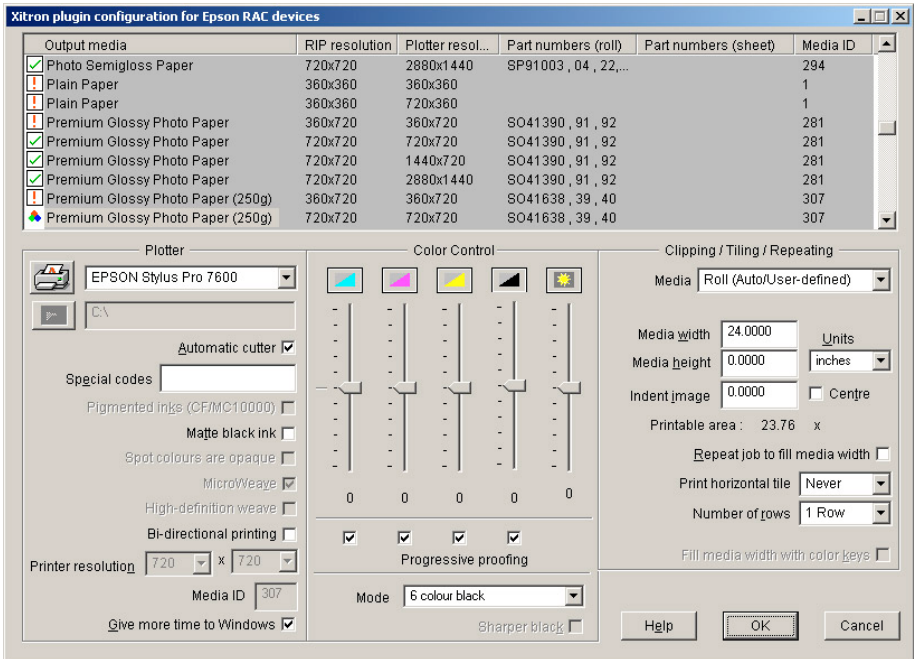 Xitron plugin configuration for Epson RAC devices
Output media RIP resolution Plotter resol... Part numbers (roll) Part numbers (sheet) Media ID
Photo Semigloss Paper 720x720 2880x1440 SP91003 , 04 , 22,... 294
Plain Paper 360x360 360x360 1
Plain Paper 360x360 720x360 1
Premium Glossy Photo Paper 360x720 360x720 SO41390 , 91 , 92 281
Premium Glossy Photo Paper 720x720 720x720 SO41390 , 91 , 92 281
Premium Glossy Photo Paper 720x720 1440x720 SO41390 , 91 , 92 281
Premium Glossy Photo Paper 720x720 2880x1440 SO41390 , 91 , 92 281
Premium Glossy Photo Paper (250g) 360x720 360x720 SO41638 , 39 , 40 307
Premium Glossy Photo Paper (250g) 720x720 720x720 SO41638 , 39 , 40 307
Plotter
EPSON Stylus Pro 7600
C:\
Automatic cutter
Special codes
Pigmented inks (CF/MC10000)
Matte black ink
Spot colours are opaque
MicroWeave
High-definition weave
Bi-directional printing
Printer resolution 720 x 720
Media ID 307
Give more time to Windows
Color Control
0 0 0 0 0
Progressive proofing
Mode 6 colour black
Sharper black
Clipping / Tiling / Repeating
Media Roll (Auto/User-defined)
Media width 24.0000 Units
Media height 0.0000 inches
Indent image 0.0000 Centre
Printable area : 23.76 x
Repeat job to fill media width
Print horizontal tile Never
Number of rows 1 Row
Fill media width with color keys
Help OK Cancel